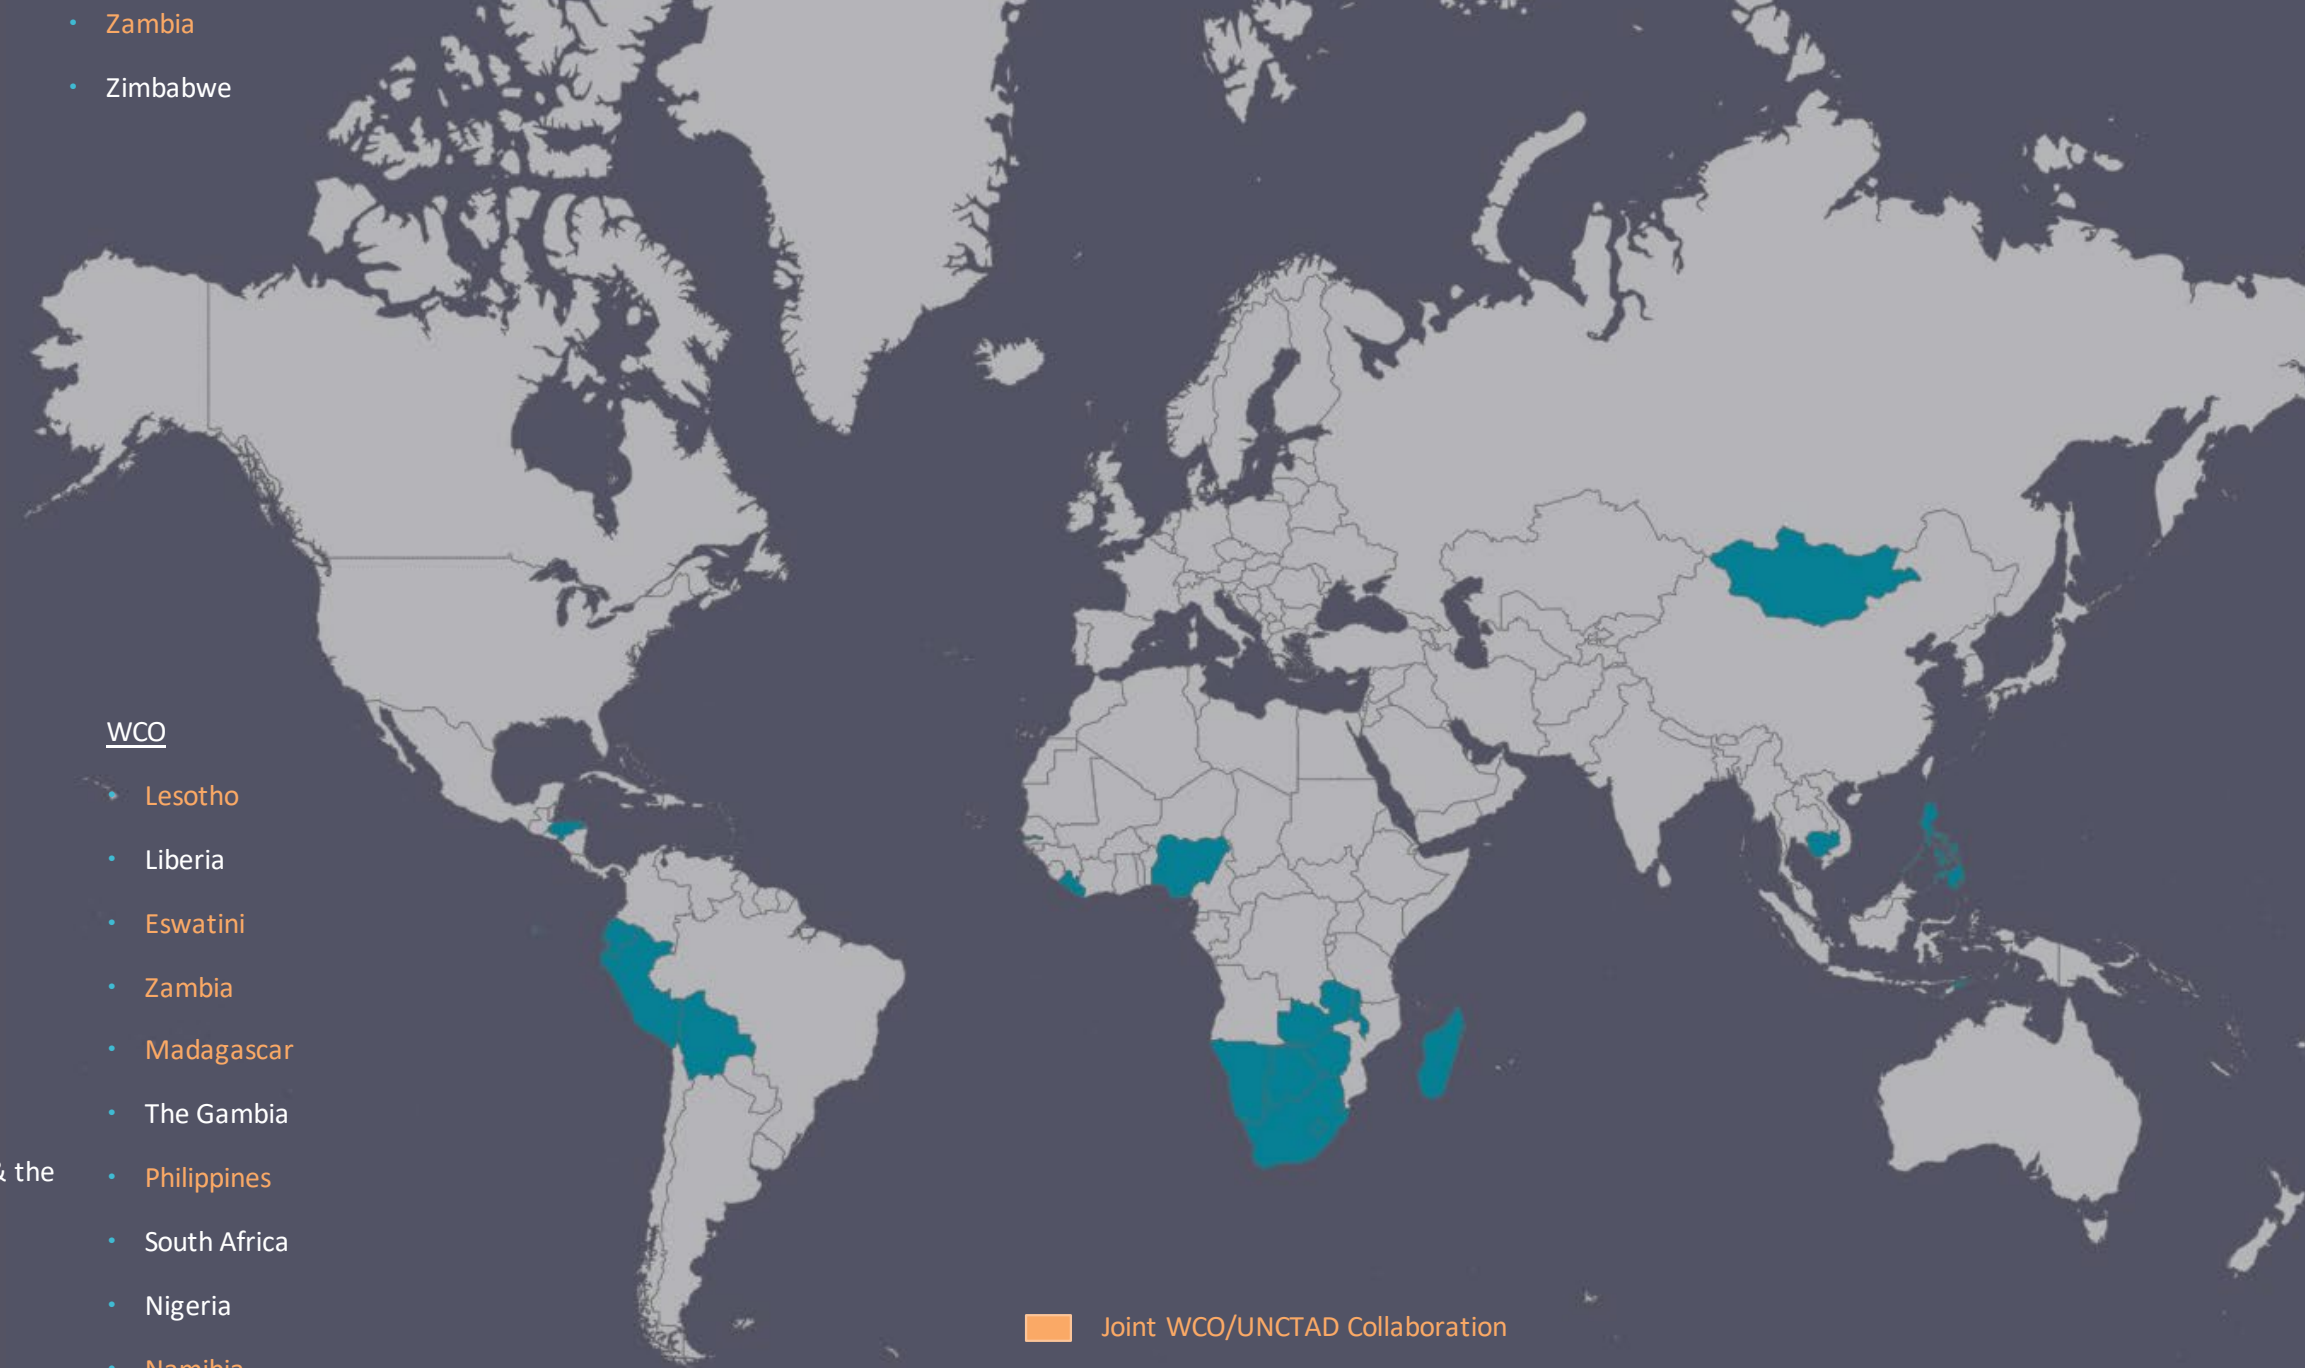 Zambia
Zimbabwe
WCO
Lesotho
Liberia
Eswatini
Zambia
Madagascar
The Gambia
& the
Philippines
South Africa
Nigeria
Namibia
Joint WCO/UNCTAD Collaboration